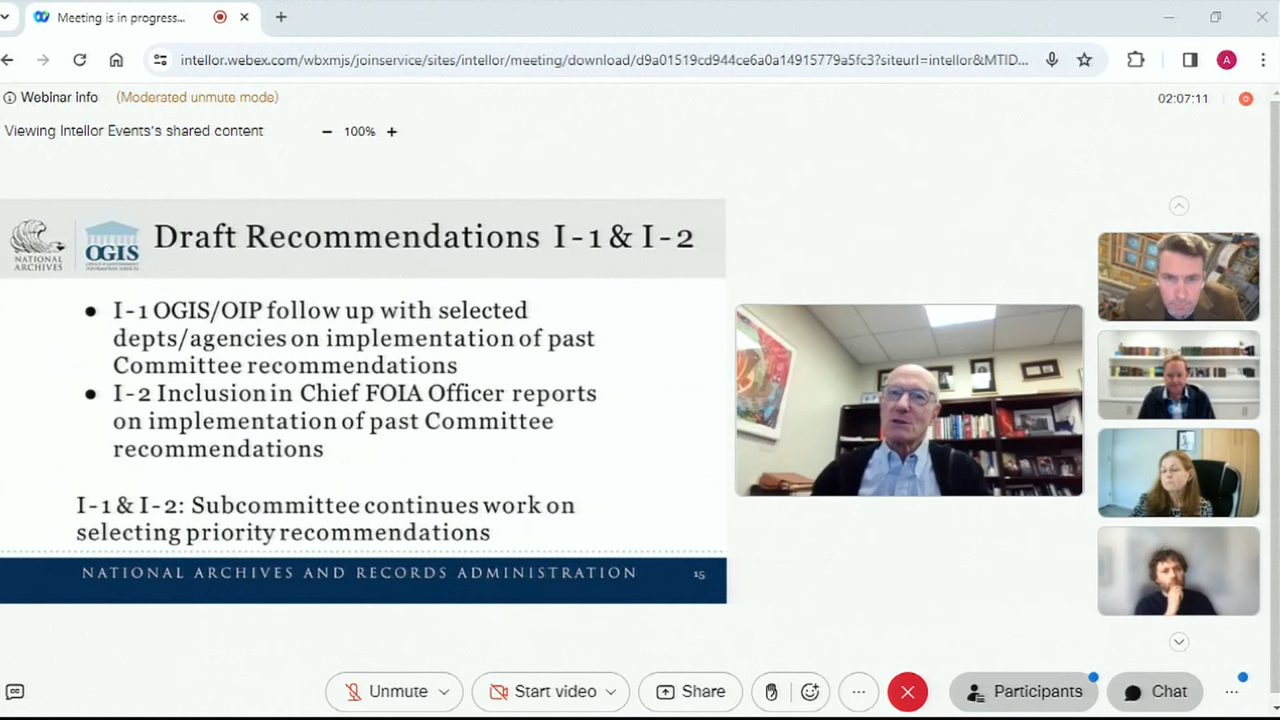 Meeting is in progress...
intellor.webex.com/wbxmjs/joinservice/sites/intellor/meeting/download/d9a01519cd944ce6a0a14915779a5fc3?siteurl=intellor&MTID...
A
Webinar info (Moderated unmute mode)
02:07:11
Viewing Intellor Events's shared content
100%
NATIONAL
ARCHIVES
OGIS
Draft Recommendations I-1 & I-2
● I-1 OGIS/OIP follow up with selected
depts/agencies on implementation of past
Committee recommendations
● I-2 Inclusion in Chief FOIA Officer reports
on implementation of past Committee
recommendations
I-1 & I-2: Subcommittee continues work on
selecting priority recommendations
NATIONAL ARCHIVES AND RECORDS ADMINISTRATION
15
Unmute
Start video
Share
Participants
Chat